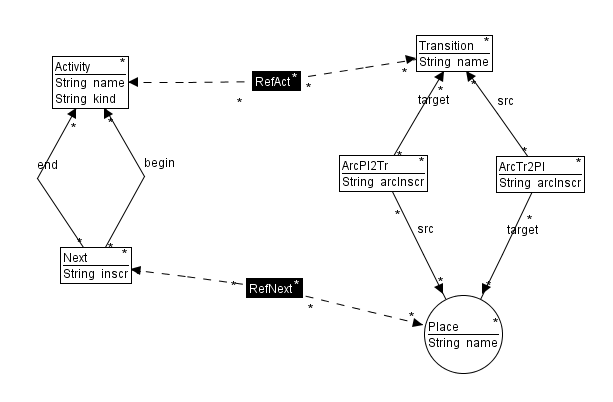 Activity *
String name
String kind
*
*
RefAct *
*
*
Transition *
String name
*
*
end
begin
target
src
*
*
ArcPl2Tr *
String arcInscr
ArcTr2Pl *
String arcInscr
*
*
src
target
*
*
Next *
String inscr
*
*
RefNext *
*
*
*
*
Place *
String name